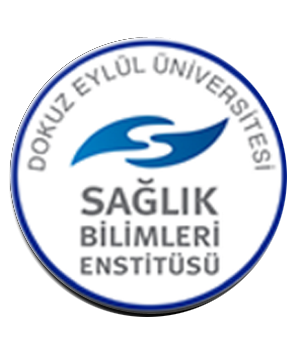 DOKUZ EYLÜL ÜNİVERSİTESİ
SAĞLIK
BİLİMLERİ
ENSTİTÜSÜ